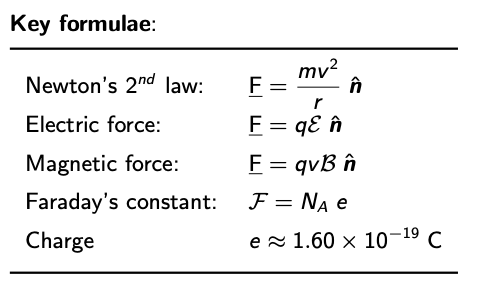 Key formulae:
Newton's 2nd law: F = mv²/r n̂
Electric force: F = qℰ n̂
Magnetic force: F = qvℬ n̂
Faraday's constant: ℱ = N_A e
Charge e ≈ 1.60 × 10⁻¹⁹ C